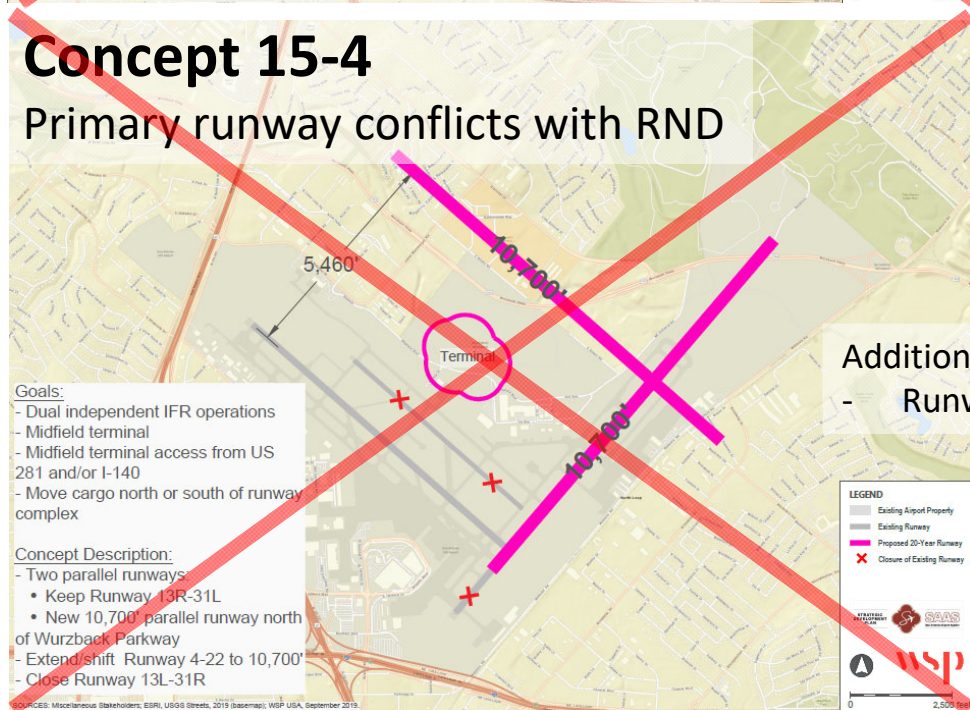 Concept 15-4
Primary runway conflicts with RND
5,460'
10,700'
Terminal
10,700'
Addition
- Runw
Goals:
- Dual independent IFR operations
- Midfield terminal
- Midfield terminal access from US
281 and/or I-140
- Move cargo north or south of runway
complex
Concept Description:
- Two parallel runways:
• Keep Runway 13R-31L
• New 10,700' parallel runway north
of Wurzback Parkway
- Extend/shift Runway 4-22 to 10,700'
- Close Runway 13L-31R
LEGEND
Existing Airport Property
Existing Runway
Proposed 20-Year Runway
Closure of Existing Runway
STRATEGIC
DEVELOPMENT
PLAN
SAAS
wsp
0 2,500 feet
SOURCES: Miscellaneous Stakeholders; ESRI, USGS Streets, 2019 (basemap); WSP USA, September 2019.